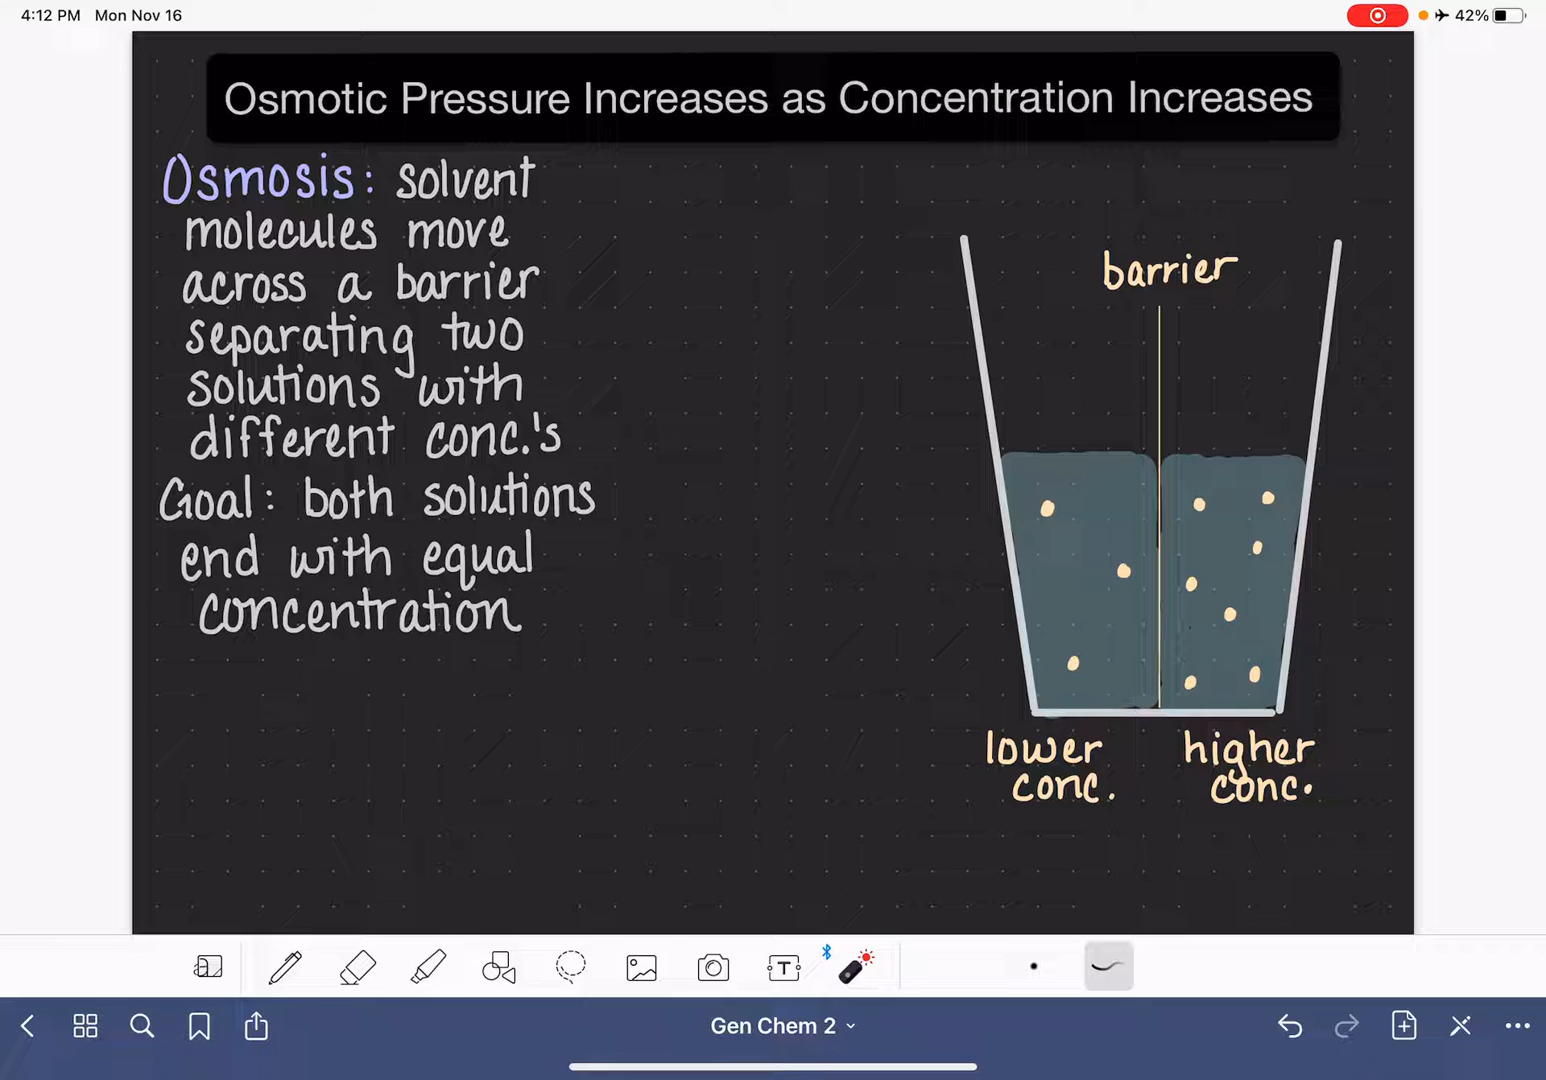 4:12 PM Mon Nov 16
42%
Osmotic Pressure Increases as Concentration Increases
Osmosis: solvent
molecules move
across a barrier
separating two
solutions with
different conc.'s
Goal: both solutions
end with equal
concentration
barrier
lower
conc.
higher
conc.
T
Gen Chem 2